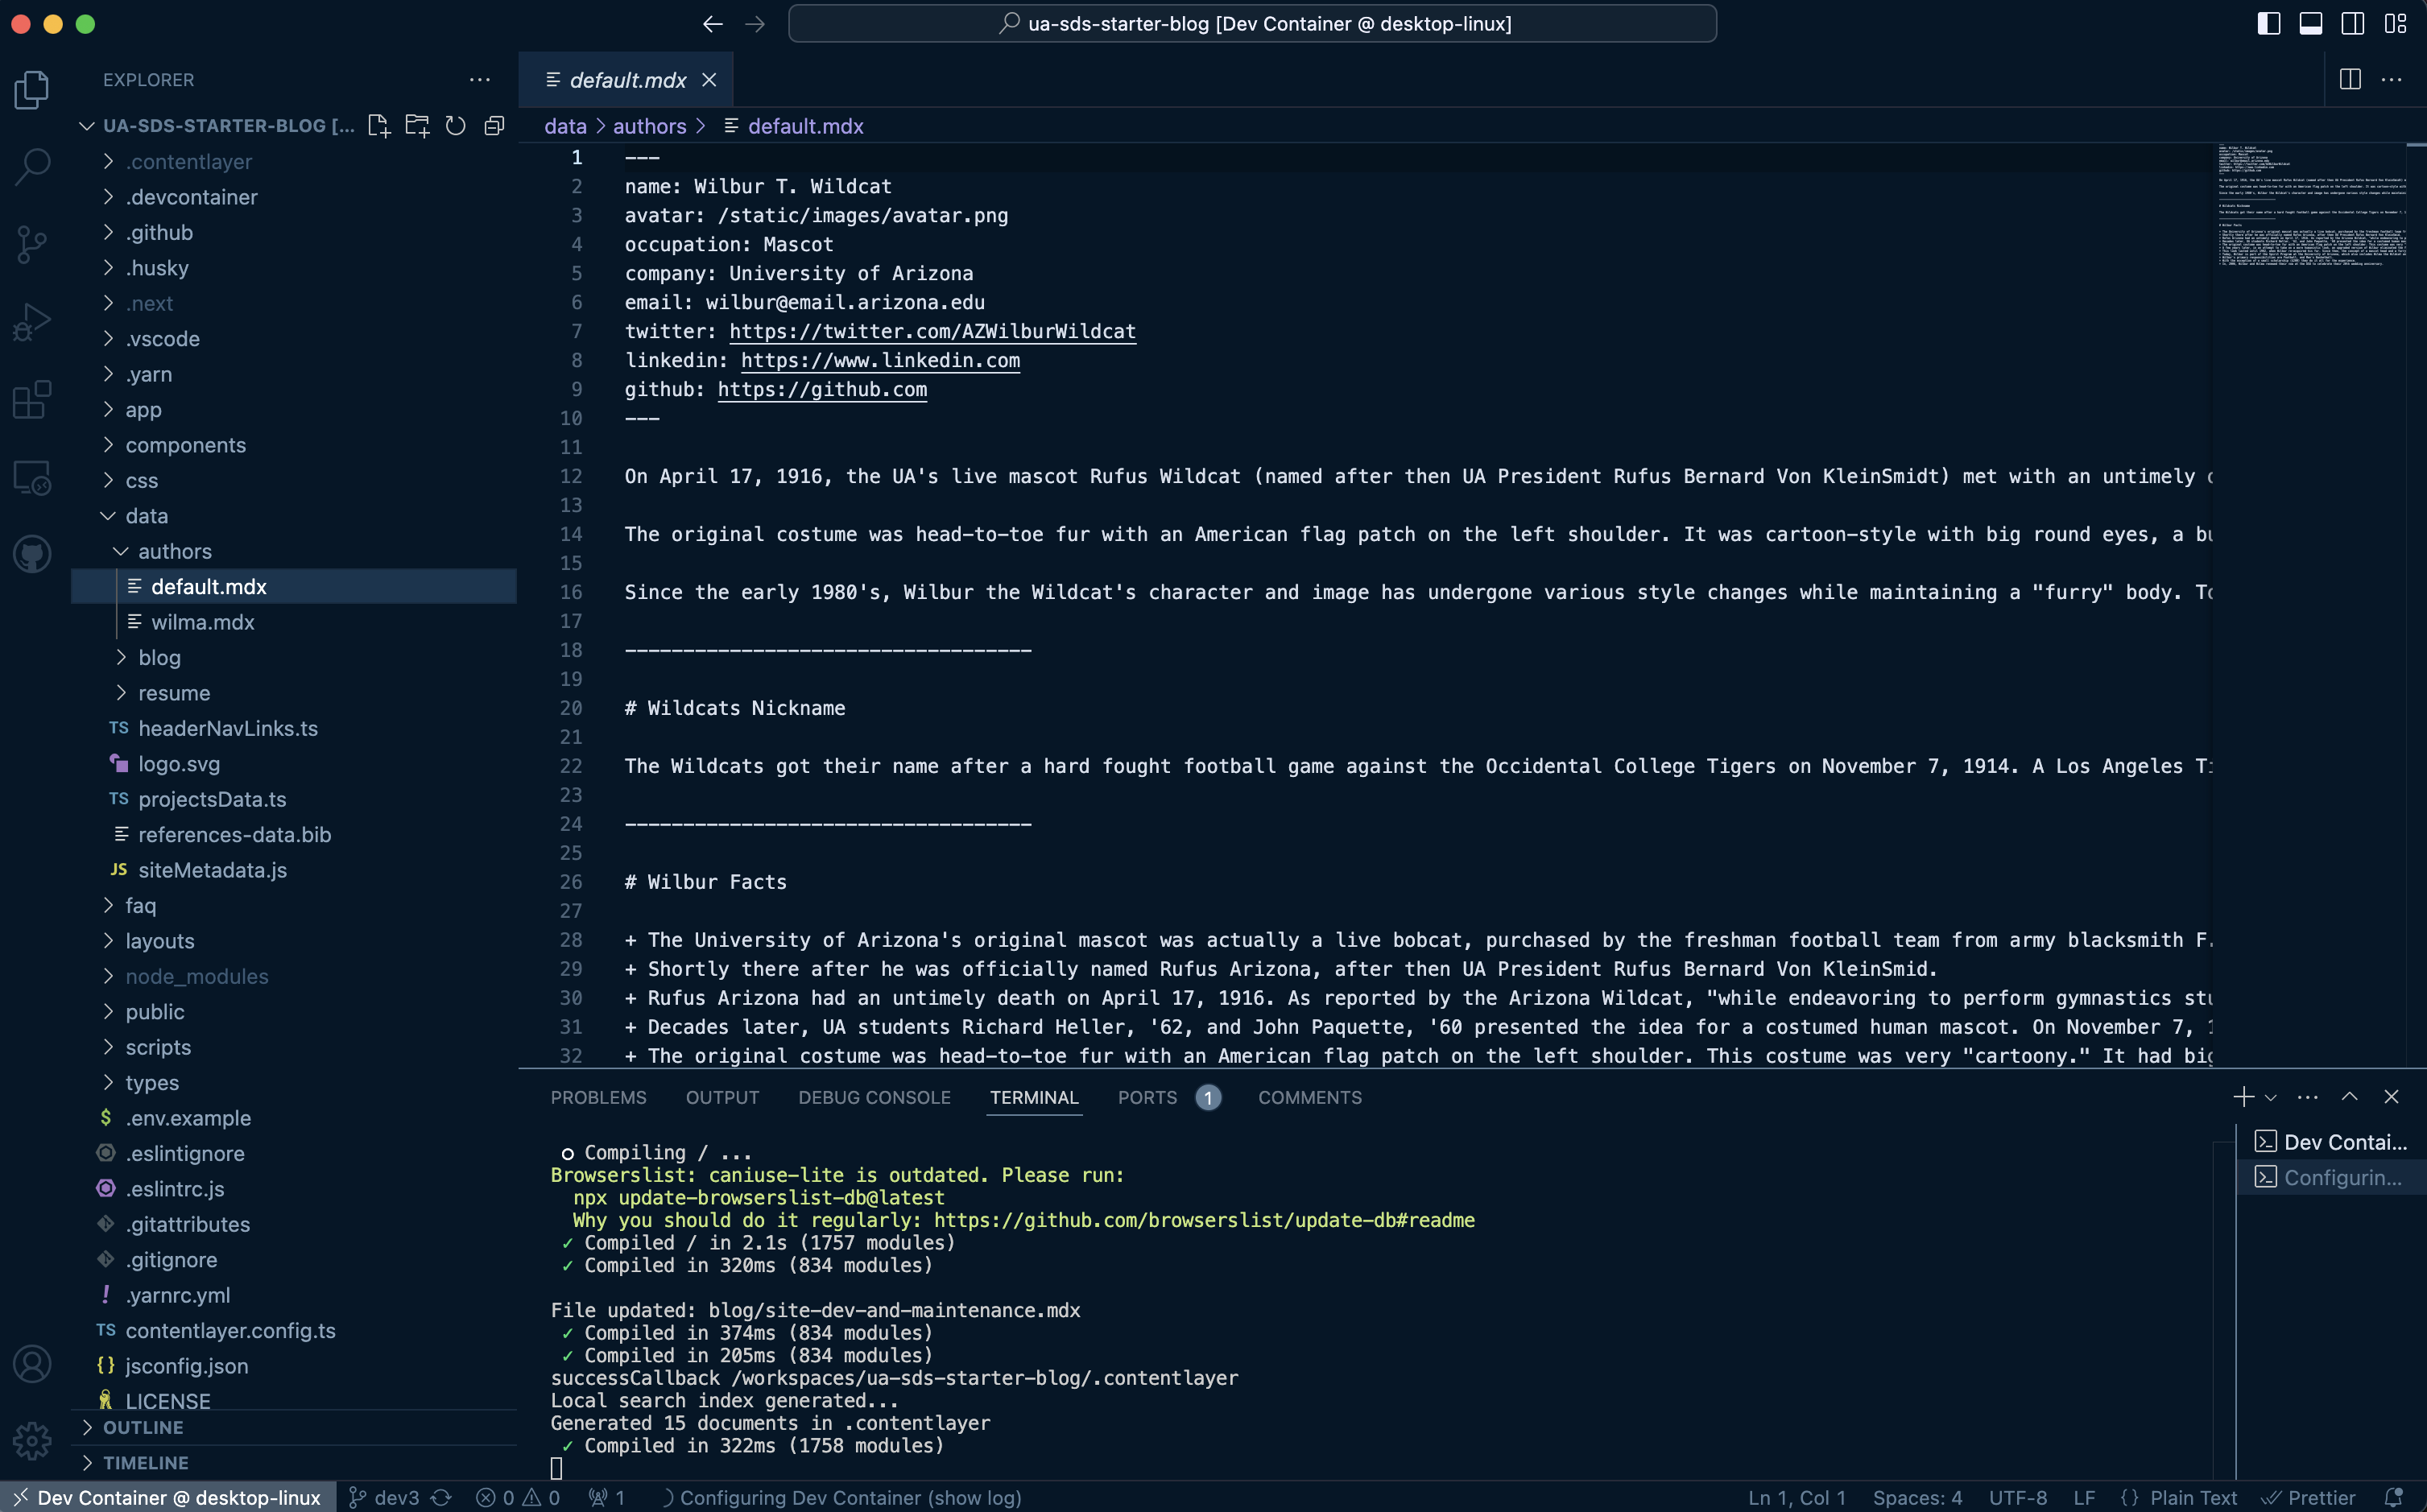 ua-sds-starter-blog [Dev Container @ desktop-linux]
EXPLORER
UA-SDS-STARTER-BLOG [...
.contentlayer
.devcontainer
.github
.husky
.next
.vscode
.yarn
app
components
css
data
authors
default.mdx
wilma.mdx
blog
resume
TS headerNavLinks.ts
logo.svg
TS projectsData.ts
references-data.bib
JS siteMetadata.js
faq
layouts
node_modules
public
scripts
types
$ .env.example
.eslintignore
.eslintrc.js
.gitattributes
.gitignore
! .yarnrc.yml
TS contentlayer.config.ts
{} jsconfig.json
LICENSE
OUTLINE
TIMELINE
default.mdx
data > authors > default.mdx
1 ---
2 name: Wilbur T. Wildcat
3 avatar: /static/images/avatar.png
4 occupation: Mascot
5 company: University of Arizona
6 email: wilbur@email.arizona.edu
7 twitter: https://twitter.com/AZWilburWildcat
8 linkedin: https://www.linkedin.com
9 github: https://github.com
10 ---
11
12 On April 17, 1916, the UA's live mascot Rufus Wildcat (named after then UA President Rufus Bernard Von KleinSmidt) met with an untimely
13
14 The original costume was head-to-toe fur with an American flag patch on the left shoulder. It was cartoon-style with big round eyes, a bu
15
16 Since the early 1980's, Wilbur the Wildcat's character and image has undergone various style changes while maintaining a "furry" body. To
17
18 -----------------------------------
19
20 # Wildcats Nickname
21
22 The Wildcats got their name after a hard fought football game against the Occidental College Tigers on November 7, 1914. A Los Angeles Ti
23
24 -----------------------------------
25
26 # Wilbur Facts
27
28 + The University of Arizona's original mascot was actually a live bobcat, purchased by the freshman football team from army blacksmith F.
29 + Shortly there after he was officially named Rufus Arizona, after then UA President Rufus Bernard Von KleinSmid.
30 + Rufus Arizona had an untimely death on April 17, 1916. As reported by the Arizona Wildcat, "while endeavoring to perform gymnastics stu
31 + Decades later, UA students Richard Heller, '62, and John Paquette, '60 presented the idea for a costumed human mascot. On November 7, 1
32 + The original costume was head-to-toe fur with an American flag patch on the left shoulder. This costume was very "cartoony." It had big
PROBLEMS OUTPUT DEBUG CONSOLE TERMINAL PORTS 1 COMMENTS
○ Compiling / ...
Browserslist: caniuse-lite is outdated. Please run:
npx update-browserslist-db@latest
Why you should do it regularly: https://github.com/browserslist/update-db#readme
✓ Compiled / in 2.1s (1757 modules)
✓ Compiled in 320ms (834 modules)
File updated: blog/site-dev-and-maintenance.mdx
✓ Compiled in 374ms (834 modules)
✓ Compiled in 205ms (834 modules)
successCallback /workspaces/ua-sds-starter-blog/.contentlayer
Local search index generated...
Generated 15 documents in .contentlayer
✓ Compiled in 322ms (1758 modules)
Dev Contai...
Configurin...
Dev Container @ desktop-linux dev3 0 0 1 Configuring Dev Container (show log) Ln 1, Col 1 Spaces: 4 UTF-8 LF {} Plain Text Prettier